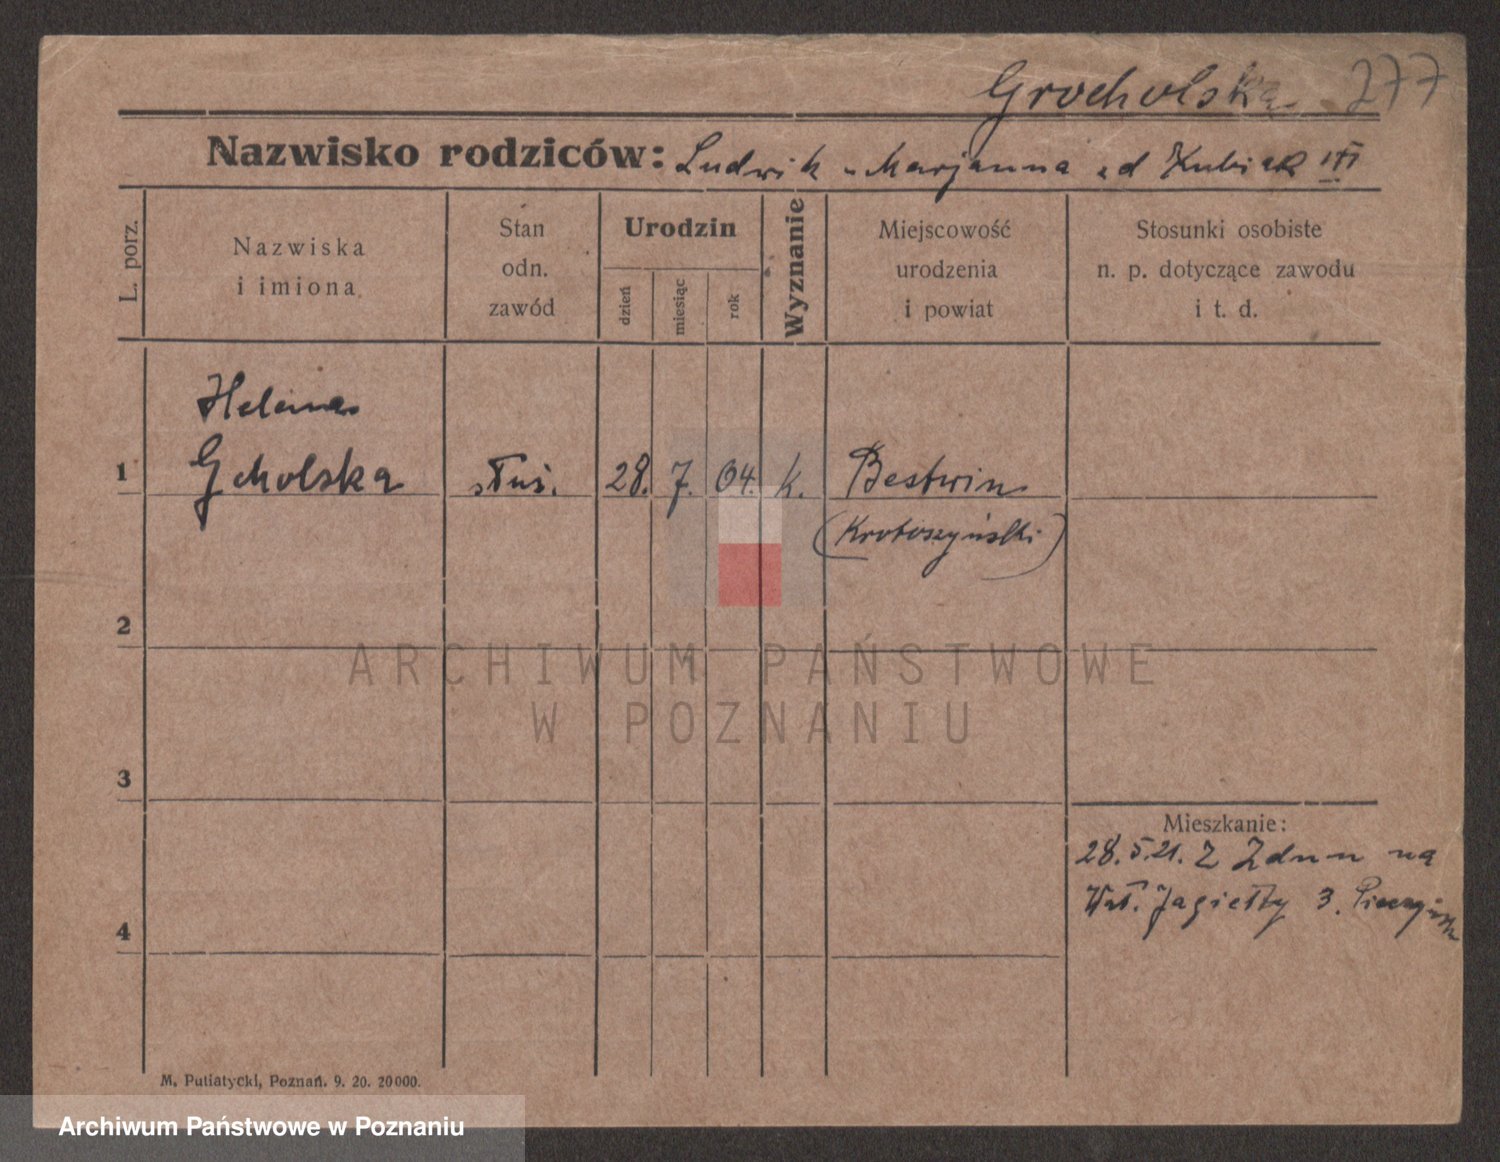 Grocholska 277
Nazwisko rodziców: Ludwik u Marjanna z d Kubiak
L. porz.
Nazwiska
i imiona
Stan
odn.
zawód
Urodzin
dzień
miesiąc
rok
Wyznanie
Miejscowość
urodzenia
i powiat
Stosunki osobiste
n. p. dotyczące zawodu
i t. d.
Helena
1 Gcholska służ. 28. 7. 04. k. Bestwin
(Krotoszyński)
2
ARCHIWUM PAŃSTWOWE
W POZNANIU
3
Mieszkanie:
28.5.21. Z Zdun na
Wł. Jagiełły 3.
4
M. Putiatycki, Poznań. 9. 20. 20000.
Archiwum Państwowe w Poznaniu